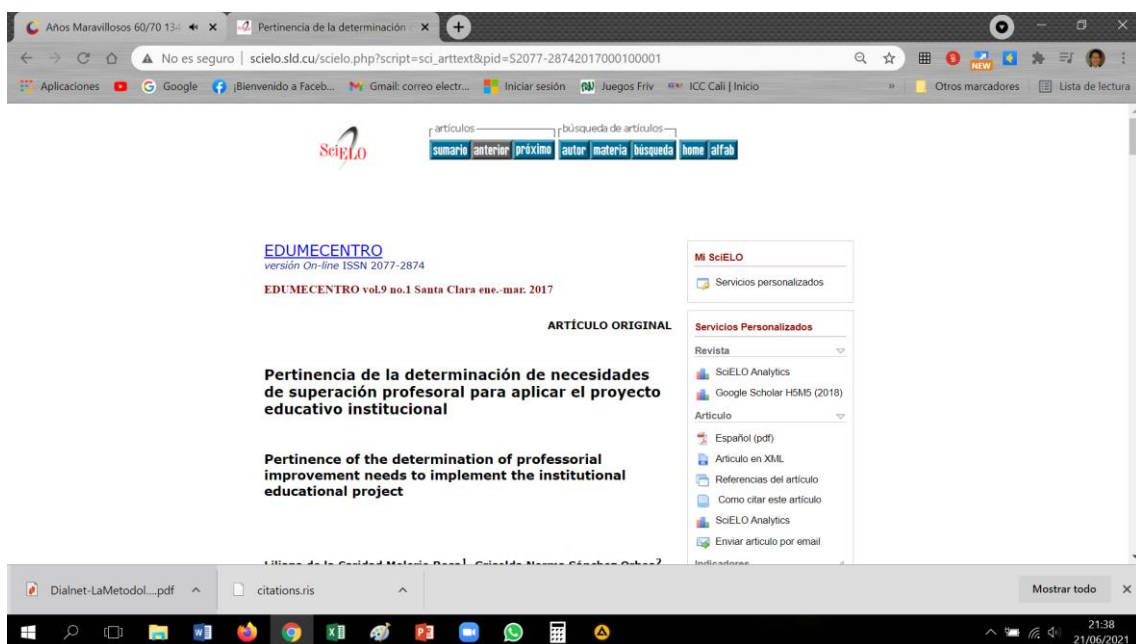 Años Maravillosos 60/70 134
Pertinencia de la determinación
No es seguro | scielo.sld.cu/scielo.php?script=sci_arttext&pid=S2077-28742017000100001
Aplicaciones
Google
¡Bienvenido a Faceb...
Gmail: correo electr...
Iniciar sesión
Juegos Friv
ICC Cali | Inicio
»
Otros marcadores
Lista de lectura
NEW
SciELO
artículos
búsqueda de artículos
sumario anterior próximo autor materia búsqueda home alfab
EDUMECENTRO
versión On-line ISSN 2077-2874
EDUMECENTRO vol.9 no.1 Santa Clara ene.-mar. 2017
ARTÍCULO ORIGINAL
Pertinencia de la determinación de necesidades
de superación profesoral para aplicar el proyecto
educativo institucional
Pertinence of the determination of professorial
improvement needs to implement the institutional
educational project
Mi SciELO
Servicios personalizados
Servicios Personalizados
Revista
SciELO Analytics
Google Scholar H5M5 (2018)
Articulo
Español (pdf)
Articulo en XML
Referencias del artículo
Como citar este artículo
SciELO Analytics
Enviar articulo por email
Indicadores
Dialnet-LaMetodol....pdf
citations.ris
Mostrar todo
21:38
21/06/2021